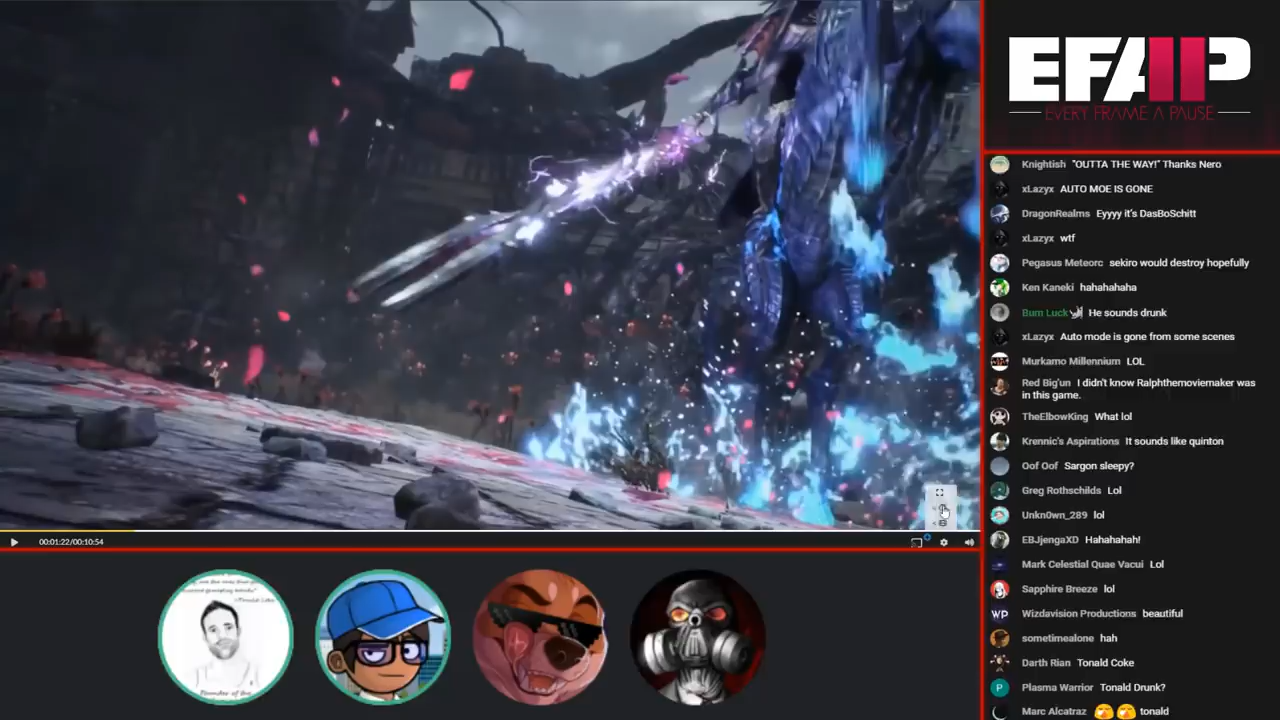 EFAP
EVERY FRAME A PAUSE
Knightish "OUTTA THE WAY!" Thanks Nero
xLazyx AUTO MOE IS GONE
DragonRealms Eyyyy it's DasBoSchitt
xLazyx wtf
Pegasus Meteorc sekiro would destroy hopefully
Ken Kaneki hahahahaha
Bum Luck He sounds drunk
xLazyx Auto mode is gone from some scenes
Murkamo Millennium LOL
Red Big'un I didn't know Ralphthemoviemaker was
in this game.
TheElbowKing What lol
Krennic's Aspirations It sounds like quinton
Oof Oof Sargon sleepy?
Greg Rothschilds Lol
Unkn0wn_289 lol
EBJjengaXD Hahahahah!
Mark Celestial Quae Vacui Lol
Sapphire Breeze lol
WP Wizdavision Productions beautiful
sometimealone hah
Darth Rian Tonald Coke
P Plasma Warrior Tonald Drunk?
Marc Alcatraz tonald
00:01:22/00:10:54